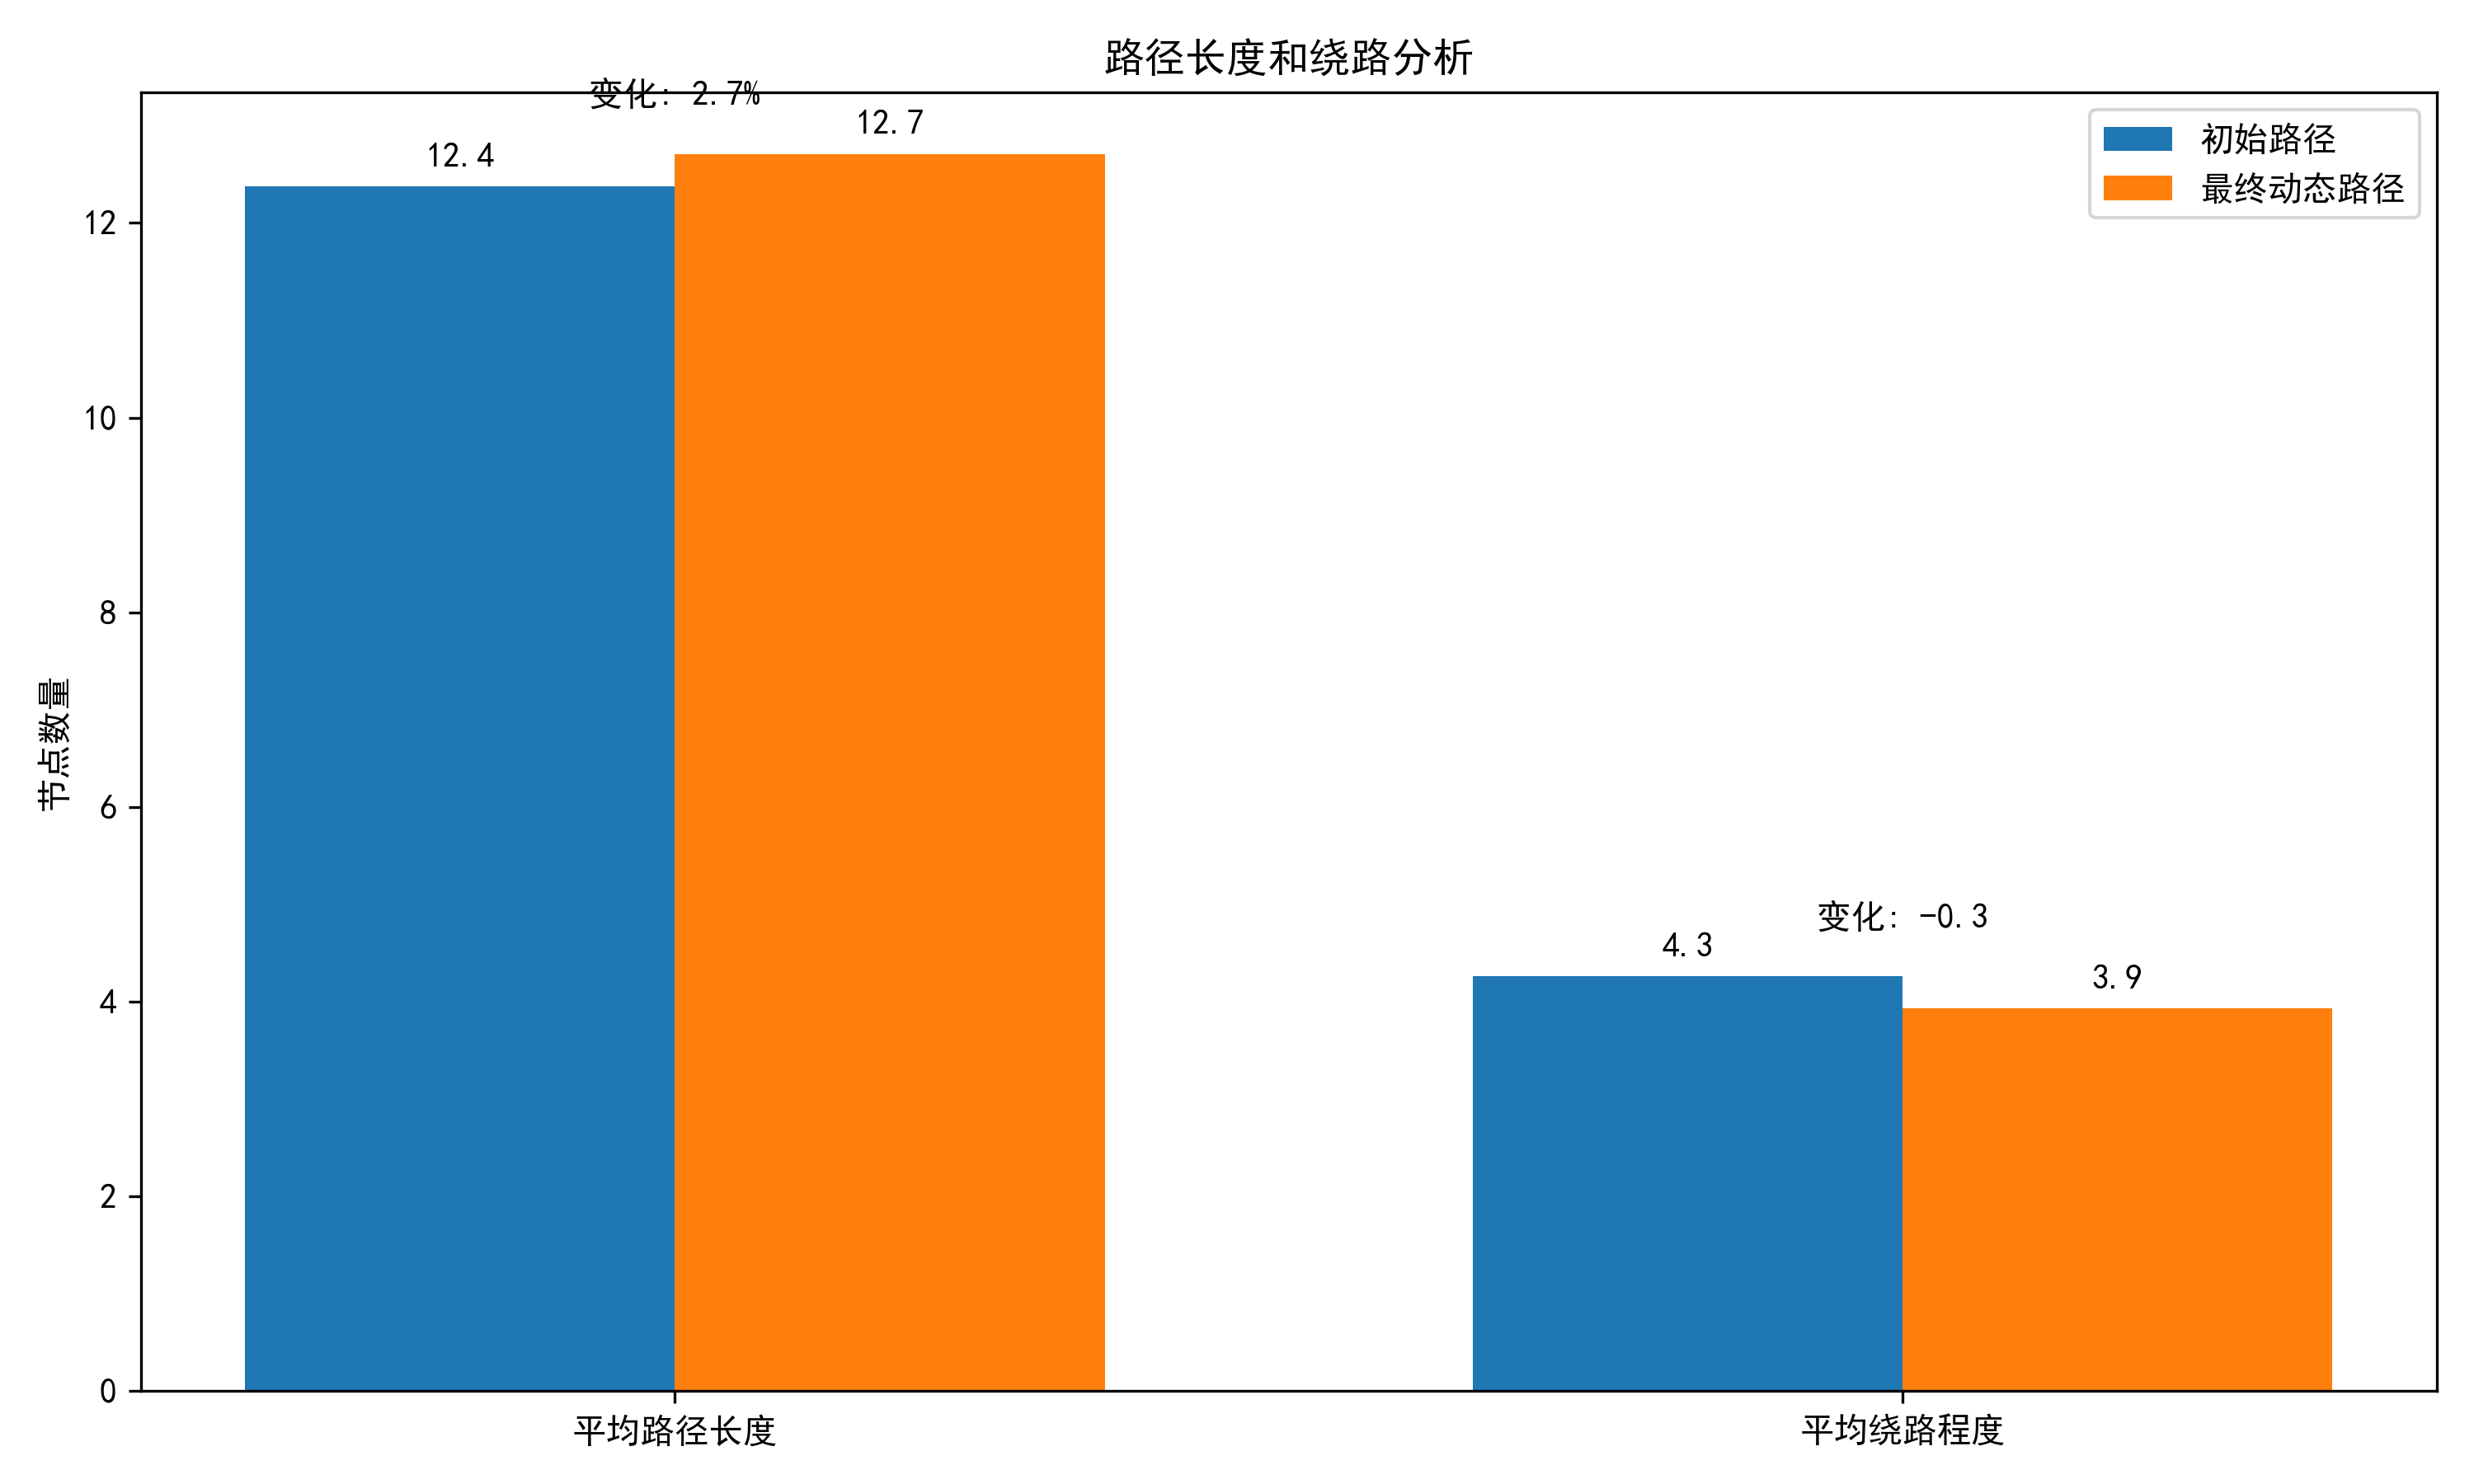 路径长度和绕路分析
变化: 2.7%
12.4
12.7
初始路径
最终动态路径
12
10
8
6
4
2
0
节点数量
变化: -0.3
4.3
3.9
平均路径长度
平均绕路程度